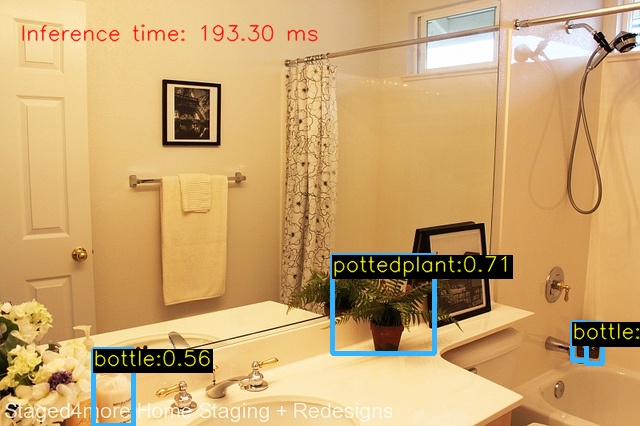 Inference time: 193.30 ms
pottedplant:0.71
bottle:
bottle:0.56
Staged4more Home Staging + Redesigns